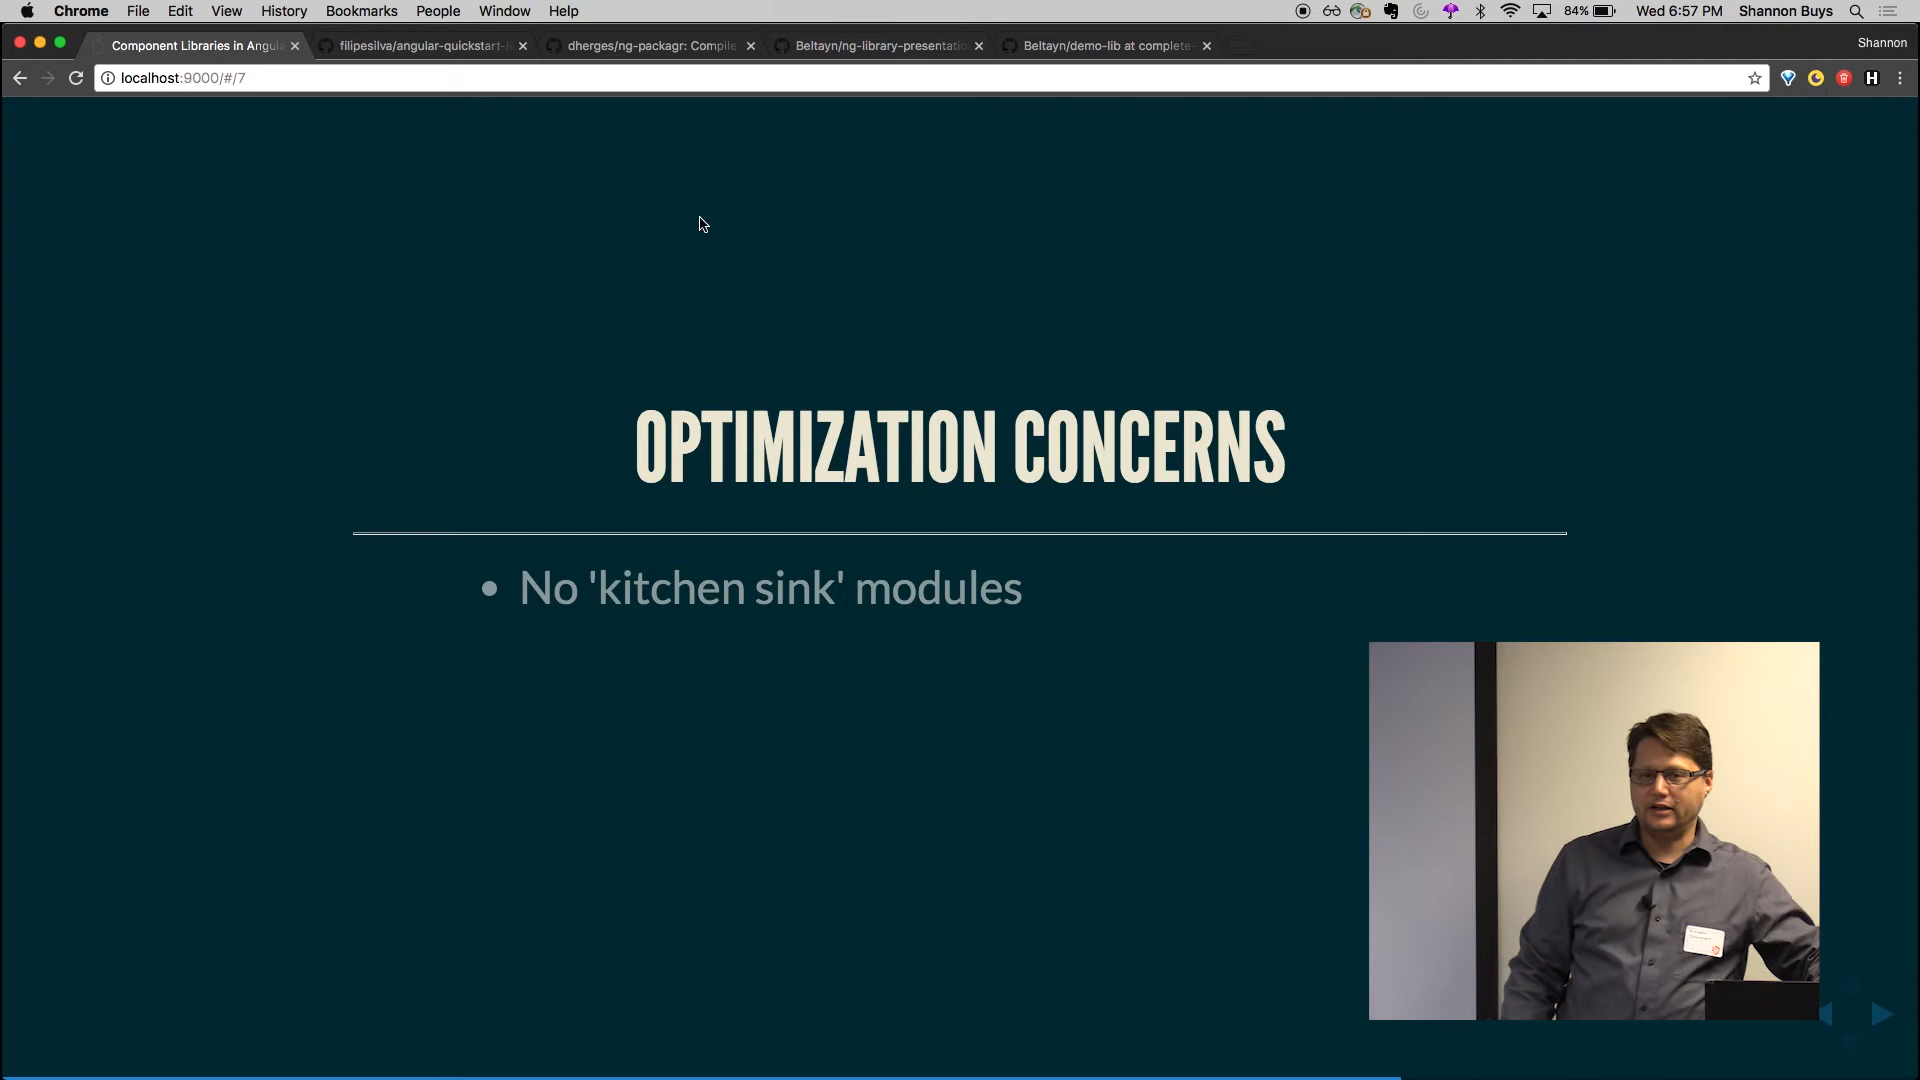 Chrome File Edit View History Bookmarks People Window Help 84% Wed 6:57 PM Shannon Buys
Component Libraries in Angula filipesilva/angular-quickstart-li dherges/ng-packagr: Compile Beltayn/ng-library-presentatio Beltayn/demo-lib at complete- Shannon
localhost:9000/#/7 H
OPTIMIZATION CONCERNS
• No 'kitchen sink' modules